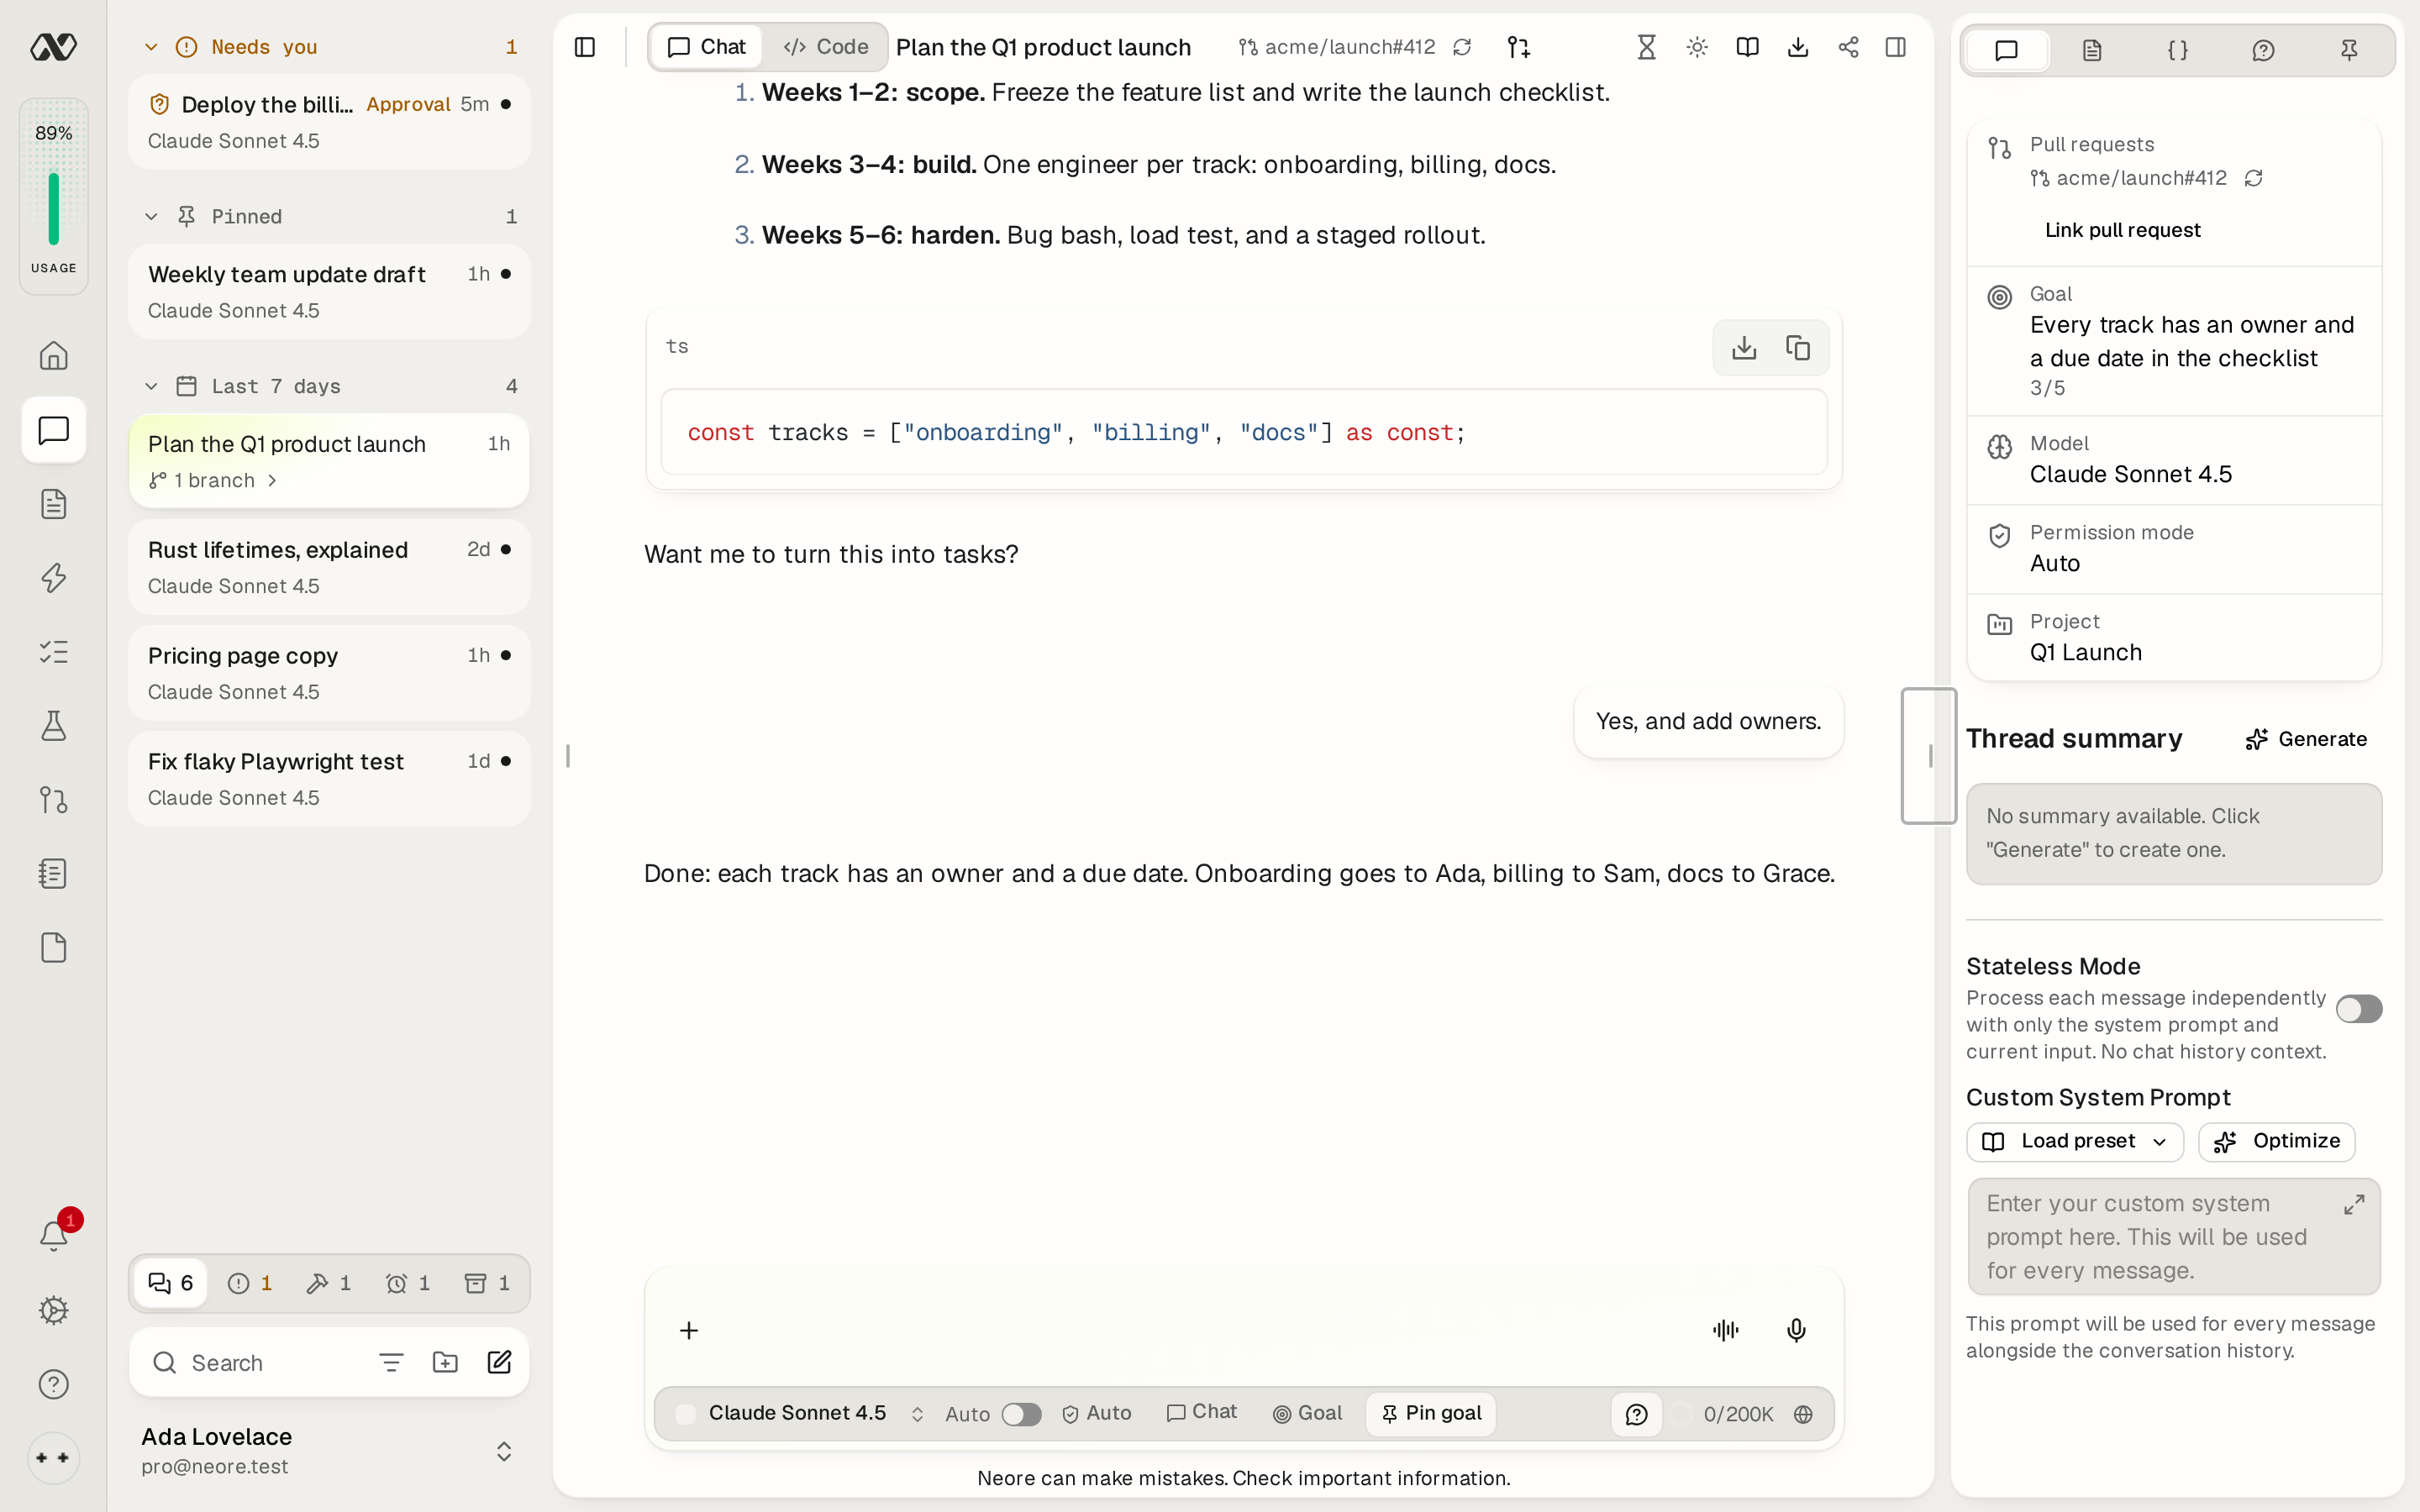 89%
USAGE
1
Needs you 1
Deploy the billi... Approval 5m
Claude Sonnet 4.5
Pinned 1
Weekly team update draft 1h
Claude Sonnet 4.5
Last 7 days 4
Plan the Q1 product launch 1h
1 branch
Rust lifetimes, explained 2d
Claude Sonnet 4.5
Pricing page copy 1h
Claude Sonnet 4.5
Fix flaky Playwright test 1d
Claude Sonnet 4.5
6 1 1 1 1
Search
Ada Lovelace
pro@neore.test
Chat </> Code Plan the Q1 product launch acme/launch#412
1. Weeks 1–2: scope. Freeze the feature list and write the launch checklist.
2. Weeks 3–4: build. One engineer per track: onboarding, billing, docs.
3. Weeks 5–6: harden. Bug bash, load test, and a staged rollout.
ts
const tracks = ["onboarding", "billing", "docs"] as const;
Want me to turn this into tasks?
Yes, and add owners.
Done: each track has an owner and a due date. Onboarding goes to Ada, billing to Sam, docs to Grace.
Claude Sonnet 4.5 Auto Auto Chat Goal Pin goal 0/200K
Neore can make mistakes. Check important information.
Pull requests
acme/launch#412
Link pull request
Goal
Every track has an owner and
a due date in the checklist
3/5
Model
Claude Sonnet 4.5
Permission mode
Auto
Project
Q1 Launch
Thread summary Generate
No summary available. Click
"Generate" to create one.
Stateless Mode
Process each message independently
with only the system prompt and
current input. No chat history context.
Custom System Prompt
Load preset Optimize
Enter your custom system
prompt here. This will be used
for every message.
This prompt will be used for every message
alongside the conversation history.